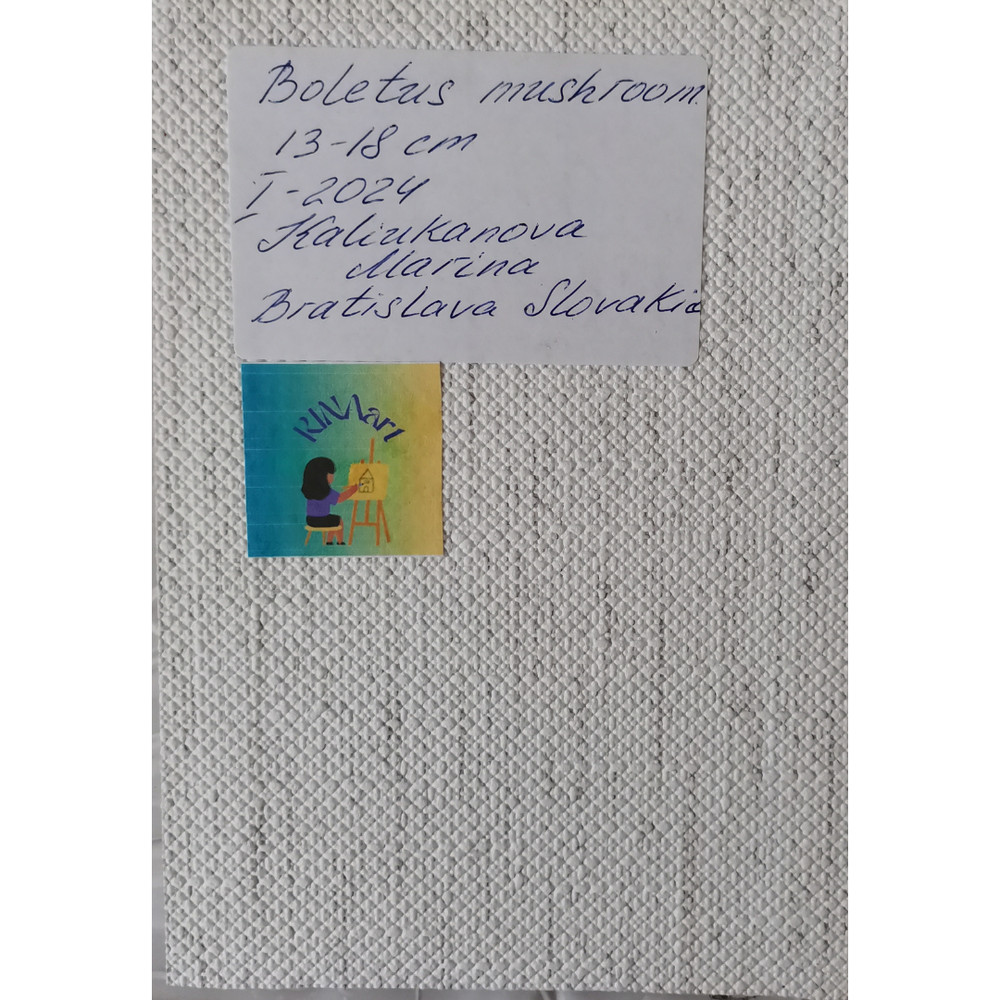 Boletus mushroom.
13-18 cm
I-2024
Kaliukanova
Marina
Bratislava Slovakia
RINAart